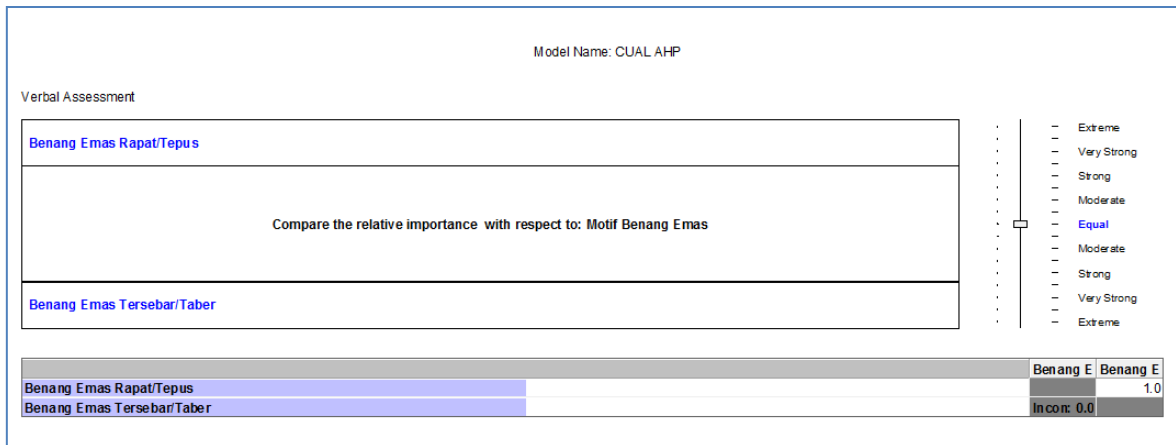 Model Name: CUAL AHP
Verbal Assessment
Benang Emas Rapat/Tepus
Compare the relative importance with respect to: Motif Benang Emas
Benang Emas Tersebar/Taber
Extreme
Very Strong
Strong
Moderate
Equal
Moderate
Strong
Very Strong
Extreme
Benang E Benang E
Benang Emas Rapat/Tepus 1.0
Benang Emas Tersebar/Taber Incon: 0.0